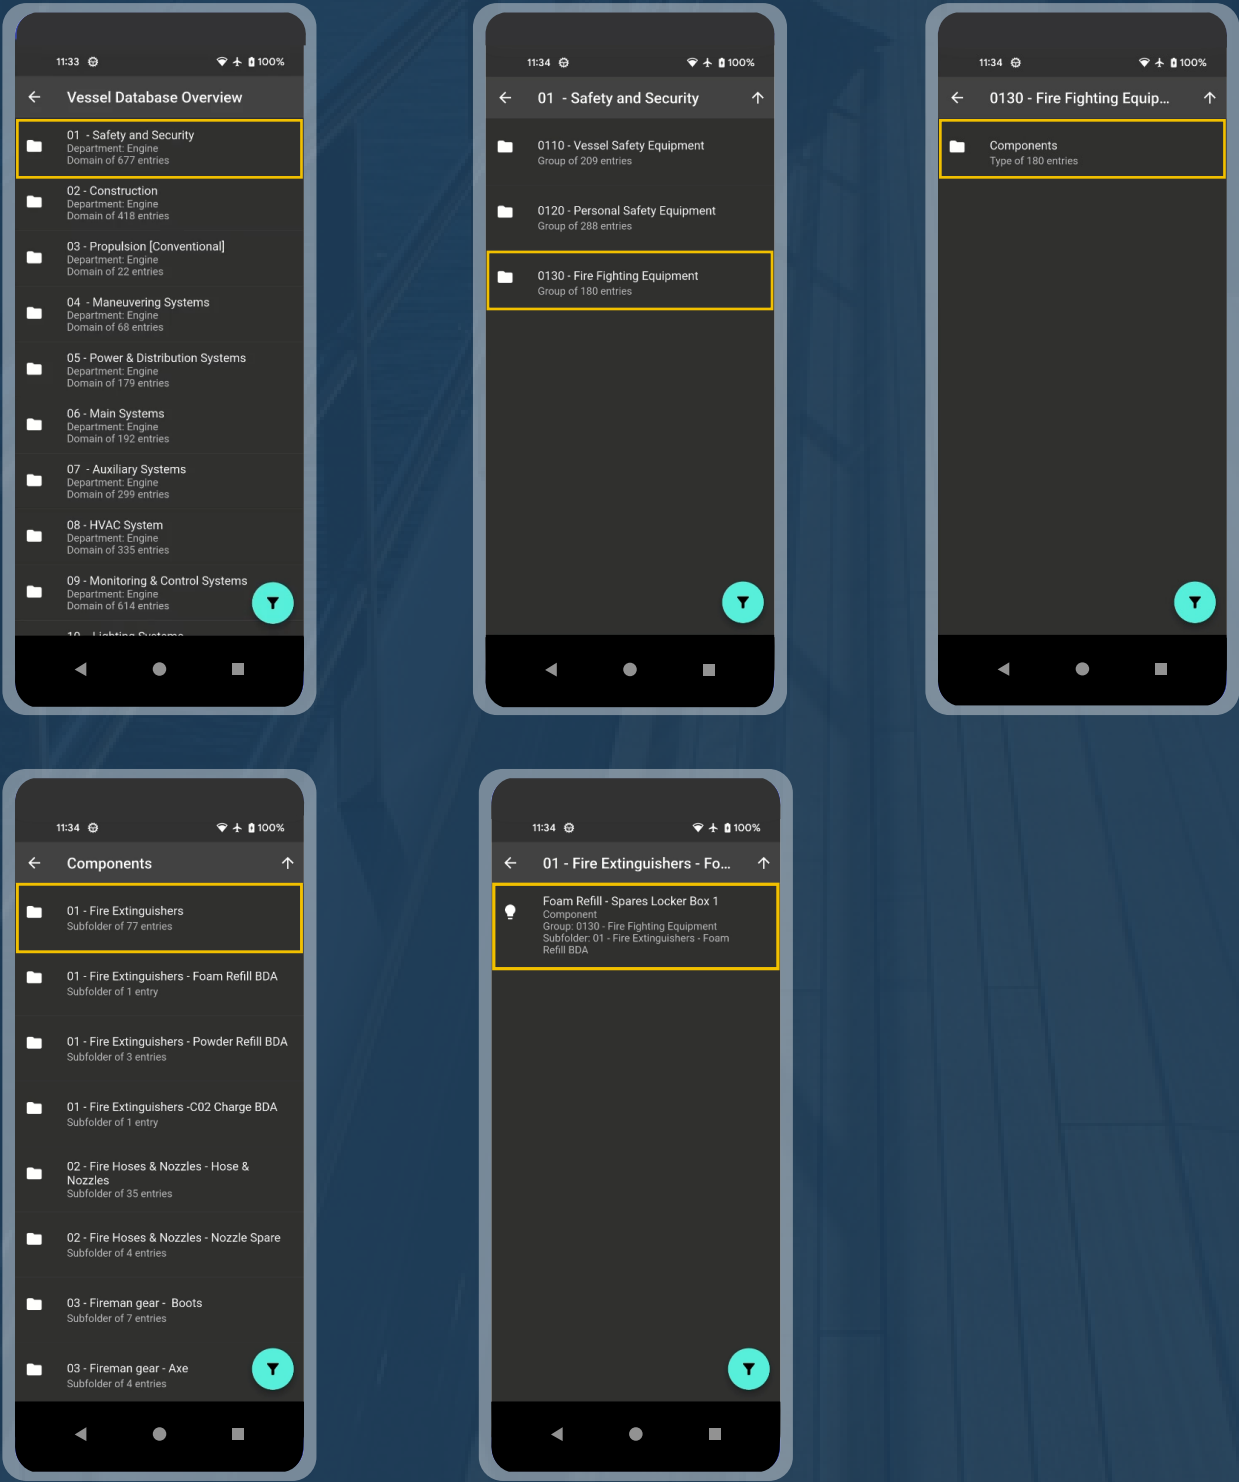 11:33
100%
Vessel Database Overview
01 - Safety and Security
Department: Engine
Domain of 677 entries
02 - Construction
Department: Engine
Domain of 418 entries
03 - Propulsion [Conventional]
Department: Engine
Domain of 22 entries
04 - Maneuvering Systems
Department: Engine
Domain of 68 entries
05 - Power & Distribution Systems
Department: Engine
Domain of 179 entries
06 - Main Systems
Department: Engine
Domain of 192 entries
07 - Auxiliary Systems
Department: Engine
Domain of 299 entries
08 - HVAC System
Department: Engine
Domain of 335 entries
09 - Monitoring & Control Systems
Department: Engine
Domain of 614 entries
10 - Lighting Systems
11:34
100%
01 - Safety and Security
0110 - Vessel Safety Equipment
Group of 209 entries
0120 - Personal Safety Equipment
Group of 288 entries
0130 - Fire Fighting Equipment
Group of 180 entries
11:34
100%
0130 - Fire Fighting Equip...
Components
Type of 180 entries
11:34
100%
Components
01 - Fire Extinguishers
Subfolder of 77 entries
01 - Fire Extinguishers - Foam Refill BDA
Subfolder of 1 entry
01 - Fire Extinguishers - Powder Refill BDA
Subfolder of 3 entries
01 - Fire Extinguishers -C02 Charge BDA
Subfolder of 1 entry
02 - Fire Hoses & Nozzles - Hose &
Nozzles
Subfolder of 35 entries
02 - Fire Hoses & Nozzles - Nozzle Spare
Subfolder of 4 entries
03 - Fireman gear - Boots
Subfolder of 7 entries
03 - Fireman gear - Axe
Subfolder of 4 entries
11:34
100%
01 - Fire Extinguishers - Fo...
Foam Refill - Spares Locker Box 1
Component
Group: 0130 - Fire Fighting Equipment
Subfolder: 01 - Fire Extinguishers - Foam
Refill BDA